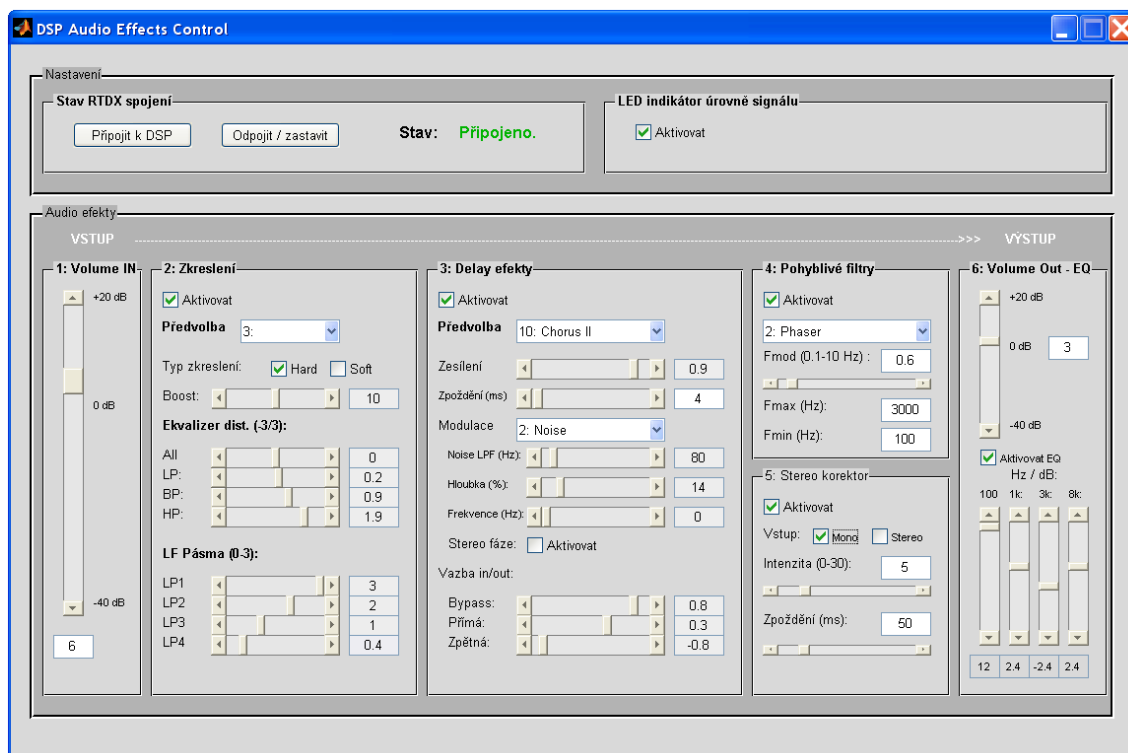 DSP Audio Effects Control
Nastavení
Stav RTDX spojení
Připojit k DSP Odpojit / zastavit Stav: Připojeno.
LED indikátor úrovně signálu
Aktivovat
Audio efekty
VSTUP >>> VÝSTUP
1: Volume IN
+20 dB
0 dB
-40 dB
6
2: Zkreslení
Aktivovat
Předvolba 3:
Typ zkreslení: Hard Soft
Boost: 10
Ekvalizer dist. (-3/3):
All 0
LP: 0.2
BP: 0.9
HP: 1.9
LF Pásma (0-3):
LP1 3
LP2 2
LP3 1
LP4 0.4
3: Delay efekty
Aktivovat
Předvolba 10: Chorus II
Zesílení 0.9
Zpoždění (ms) 4
Modulace 2: Noise
Noise LPF (Hz): 80
Hloubka (%): 14
Frekvence (Hz): 0
Stereo fáze: Aktivovat
Vazba in/out:
Bypass: 0.8
Přímá: 0.3
Zpětná: -0.8
4: Pohyblivé filtry
Aktivovat
2: Phaser
Fmod (0.1-10 Hz) : 0.6
Fmax (Hz): 3000
Fmin (Hz): 100
5: Stereo korektor
Aktivovat
Vstup: Mono Stereo
Intenzita (0-30): 5
Zpoždění (ms): 50
6: Volume Out - EQ
+20 dB
0 dB 3
-40 dB
Aktivovat EQ
Hz / dB:
100 1k: 3k: 8k:
12 2.4 -2.4 2.4